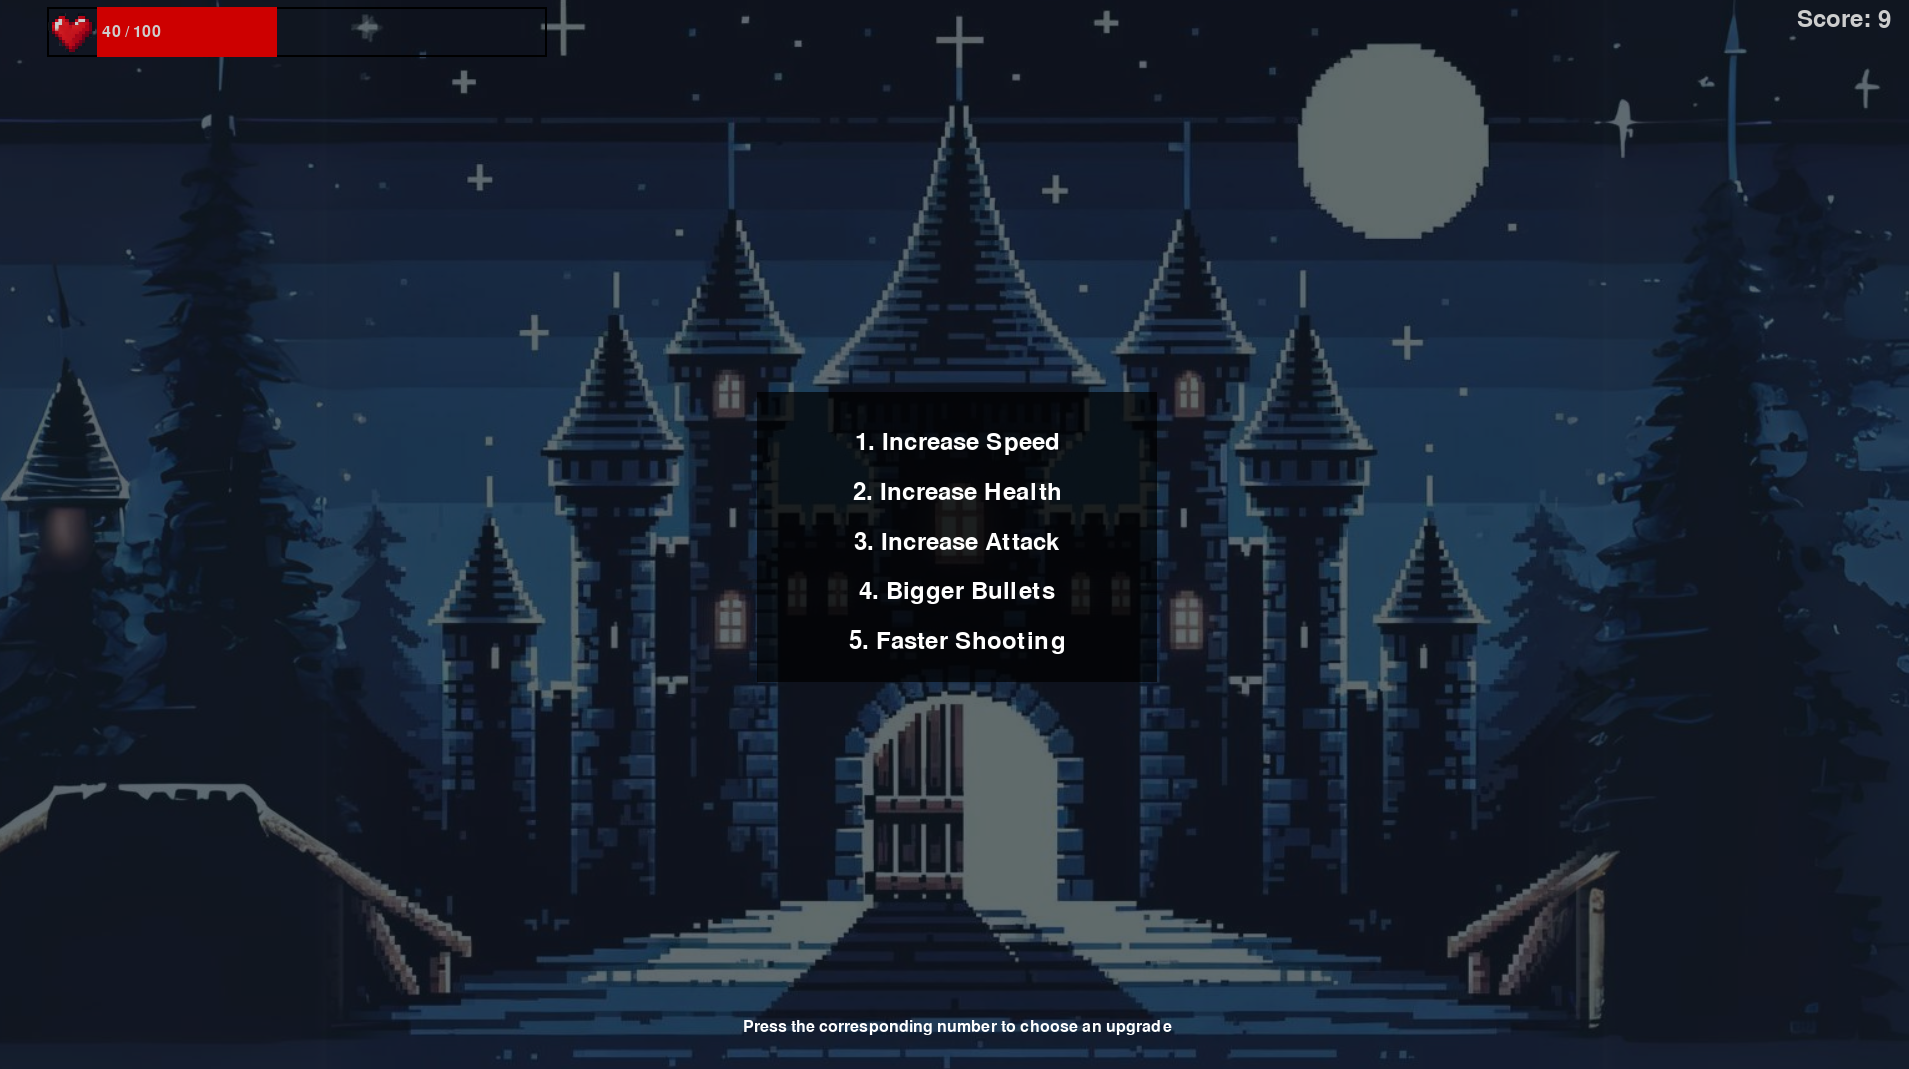 40 / 100
Score: 9
1. Increase Speed
2. Increase Health
3. Increase Attack
4. Bigger Bullets
5. Faster Shooting
Press the corresponding number to choose an upgrade